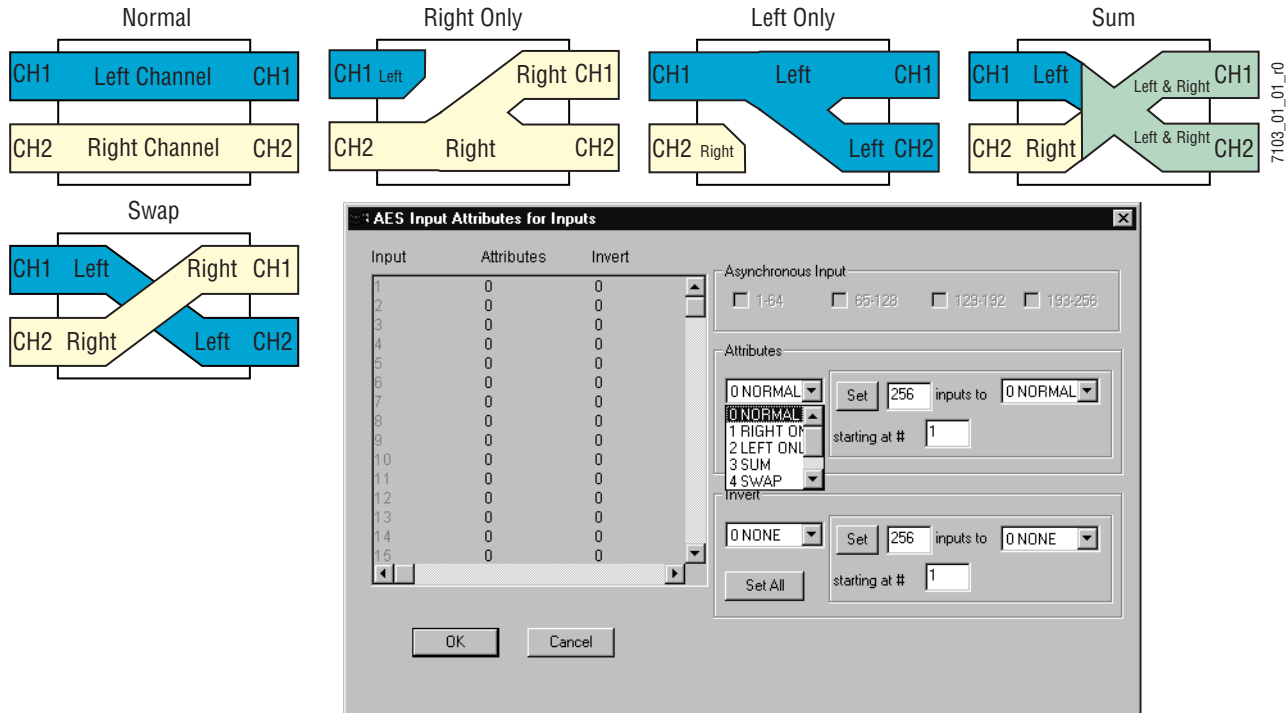 Normal
CH1 Left Channel CH1
CH2 Right Channel CH2
Right Only
CH1 Left Right CH1
CH2 Right CH2
Left Only
CH1 Left CH1
CH2 Right Left CH2
Sum
CH1 Left Left & Right CH1
CH2 Right Left & Right CH2
7103_01_01_r0
Swap
CH1 Left Right CH1
CH2 Right Left CH2
AES Input Attributes for Inputs
Input Attributes Invert
1 0 0
2 0 0
3 0 0
4 0 0
5 0 0
6 0 0
7 0 0
8 0 0
9 0 0
10 0 0
11 0 0
12 0 0
13 0 0
14 0 0
15 0 0
OK Cancel
Asynchronous Input
1-64 65-128 129-192 193-256
Attributes
0 NORMAL Set 256 inputs to 0 NORMAL
starting at # 1
0 NORMAL
1 RIGHT ON
2 LEFT ONL
3 SUM
4 SWAP
Invert
0 NONE Set 256 inputs to 0 NONE
Set All starting at # 1